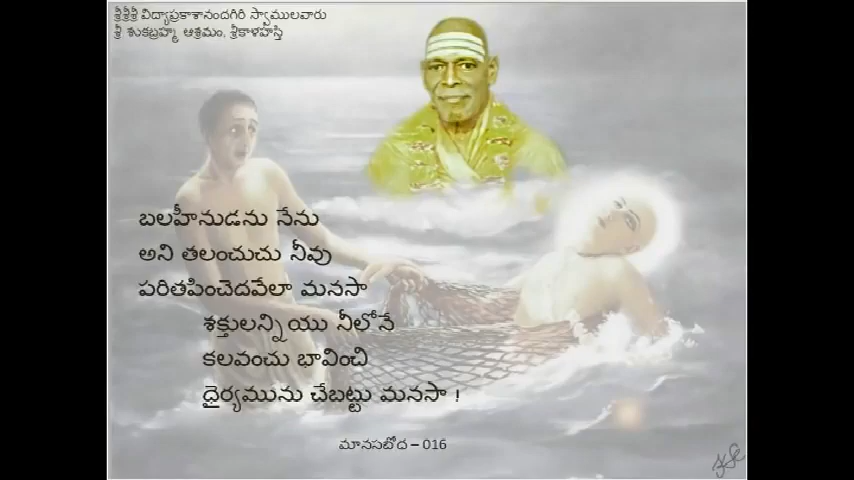 శ్రీశ్రీశ్రీ విద్యాప్రకాశానందగిరి స్వాములవారు
శ్రీ శుకబ్రహ్మ ఆశ్రమం, శ్రీకాళహస్తి
బలహీనుడను నేను
అని తలంచుచు నీవు
పరితపించెదవేలా మనసా
శక్తులన్నియు నీలోనే
కలవంచు భావించి
ధైర్యమును చేబట్టు మనసా !
మానసబోద – 016